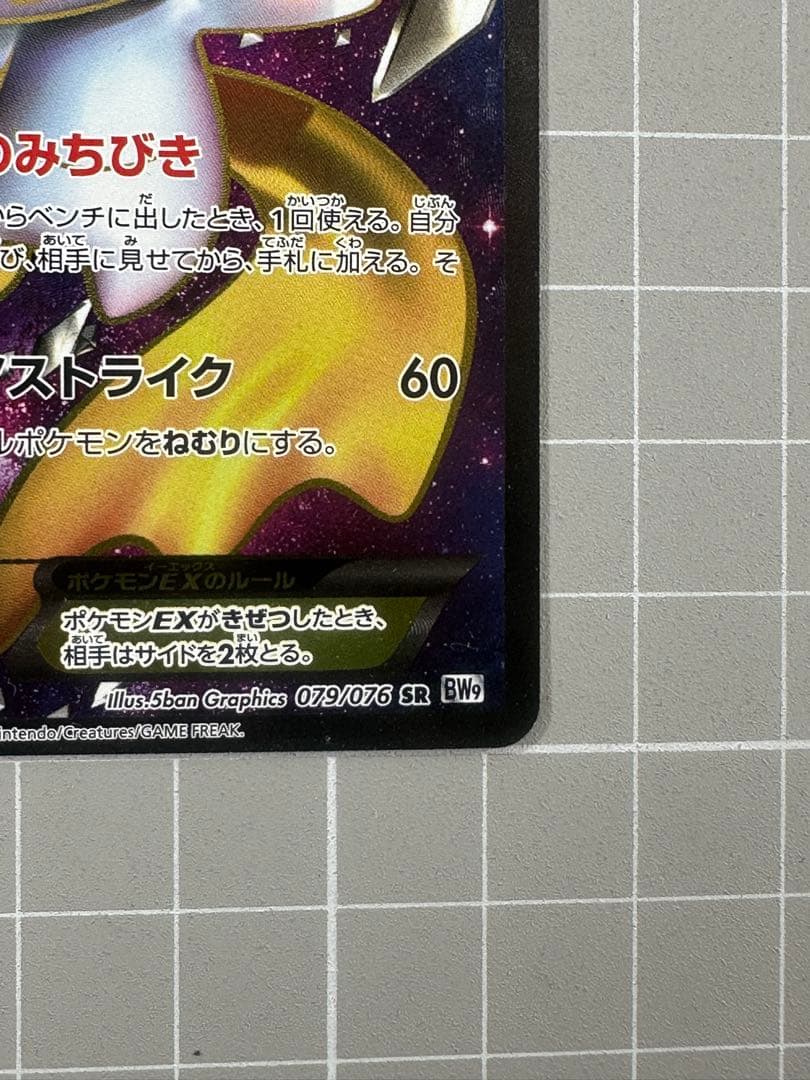 のみちびき
からベンチに出したとき、1回使える。自分
び、相手に見せてから、手札に加える。そ
ストライク 60
ルポケモンをねむりにする。
ポケモンEXのルール
ポケモンEXがきぜつしたとき、
相手はサイドを2枚とる。
Illus.5ban Graphics 079/076 SR BW9
intendo/Creatures/GAME FREAK.